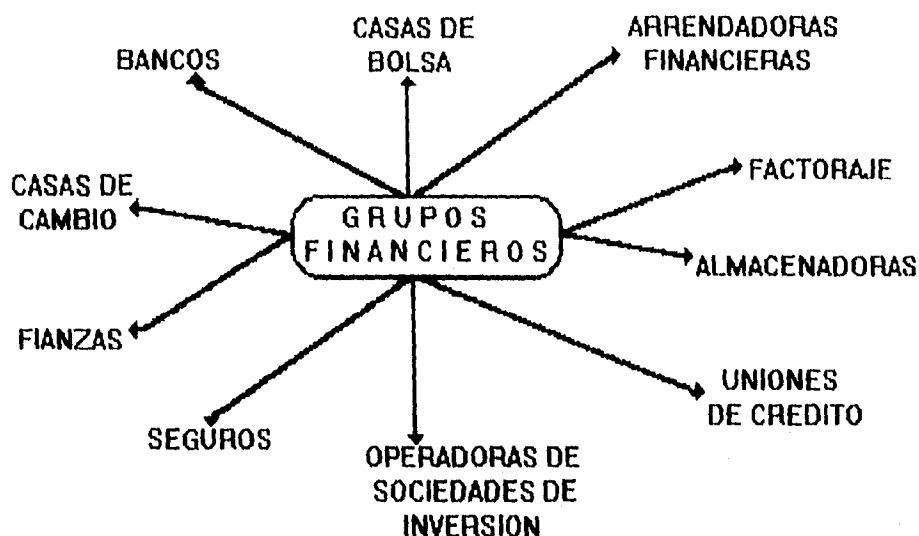 BANCOS
CASAS DE
BOLSA
ARRENDADORAS
FINANCIERAS
CASAS DE
CAMBIO
GRUPOS
FINANCIEROS
FACTORAJE
ALMACENADORAS
FIANZAS
SEGUROS
OPERADORAS DE
SOCIEDADES DE
INVERSION
UNIONES
DE CREDITO